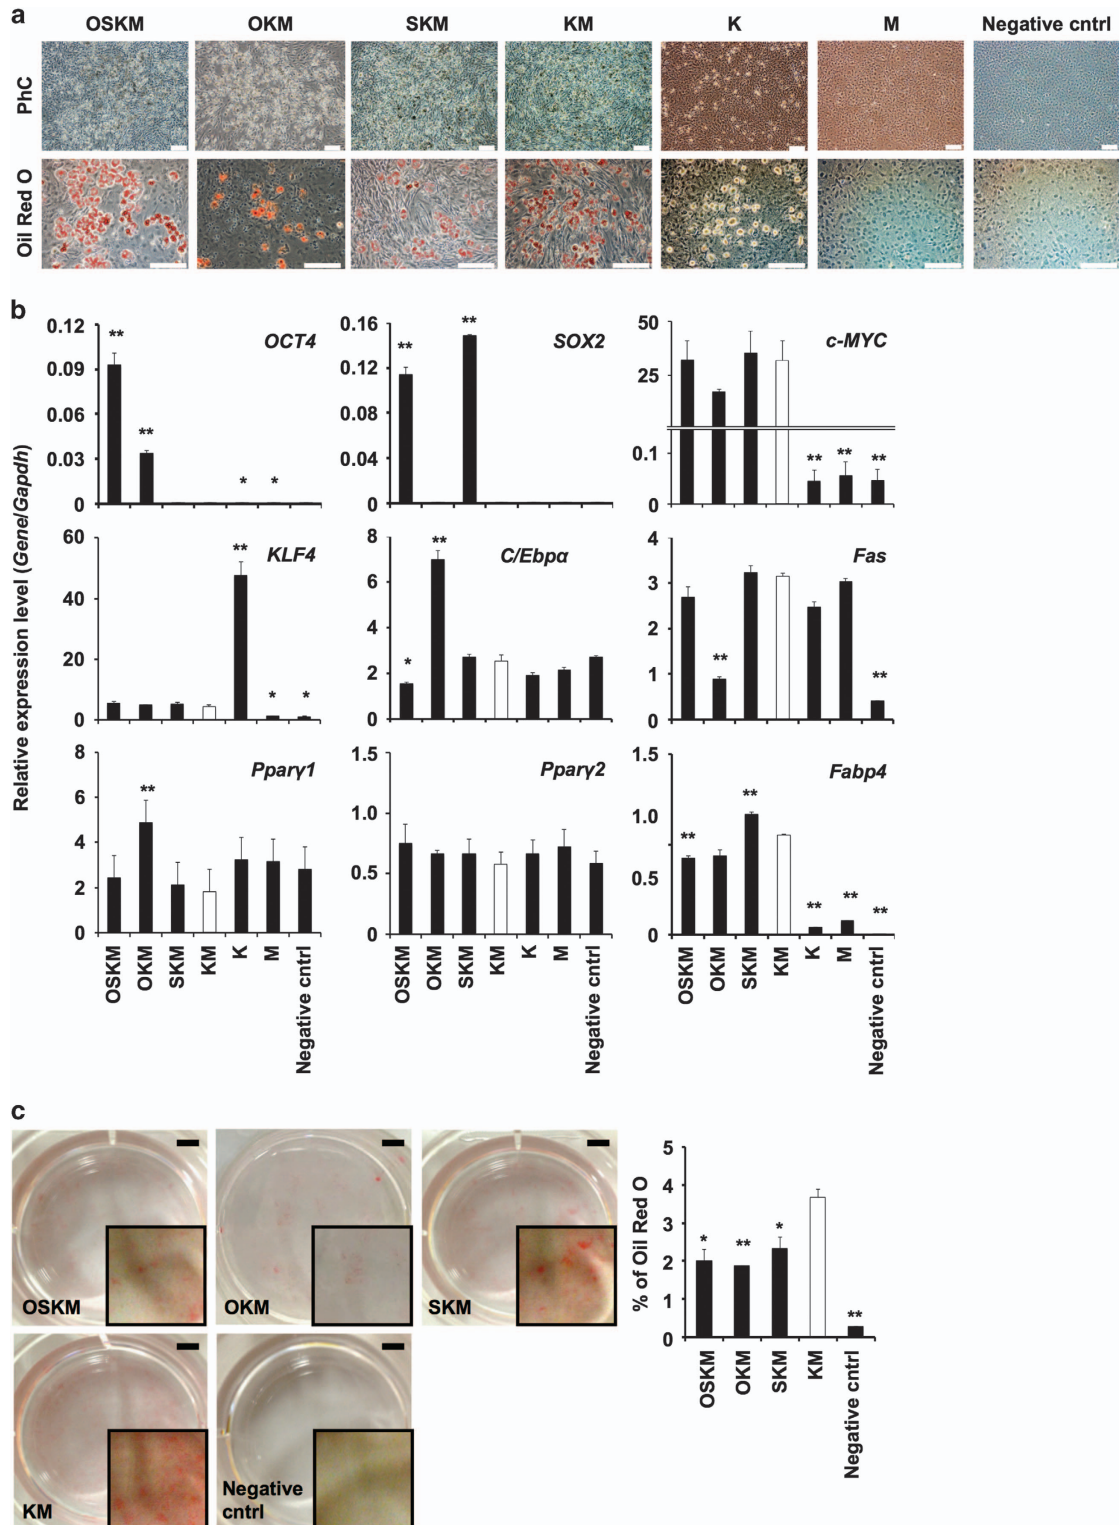 a
OSKM OKM SKM KM K M Negative cntrl
PhC
Oil Red O
b
Relative expression level (Gene/Gapdh)
0.12
0.09
0.06
0.03
0
** ** * *
OCT4
0.16
0.12
0.08
0.04
0
** **
SOX2
50
25
0.1
0
** ** **
c-MYC
60
40
20
0
** * *
KLF4
8
6
4
2
0
* **
C/Ebpα
4
3
2
1
0
** **
Fas
8
6
4
2
0
**
Pparγ1
1.5
1.0
0.5
0
Pparγ2
1.5
1.0
0.5
0
** ** ** ** **
Fabp4
OSKM OKM SKM KM K M Negative cntrl
OSKM OKM SKM KM K M Negative cntrl
OSKM OKM SKM KM K M Negative cntrl
c
OSKM
OKM
SKM
KM
Negative
cntrl
% of Oil Red O
5
4
3
2
1
0
* ** * **
OSKM OKM SKM KM Negative cntrl